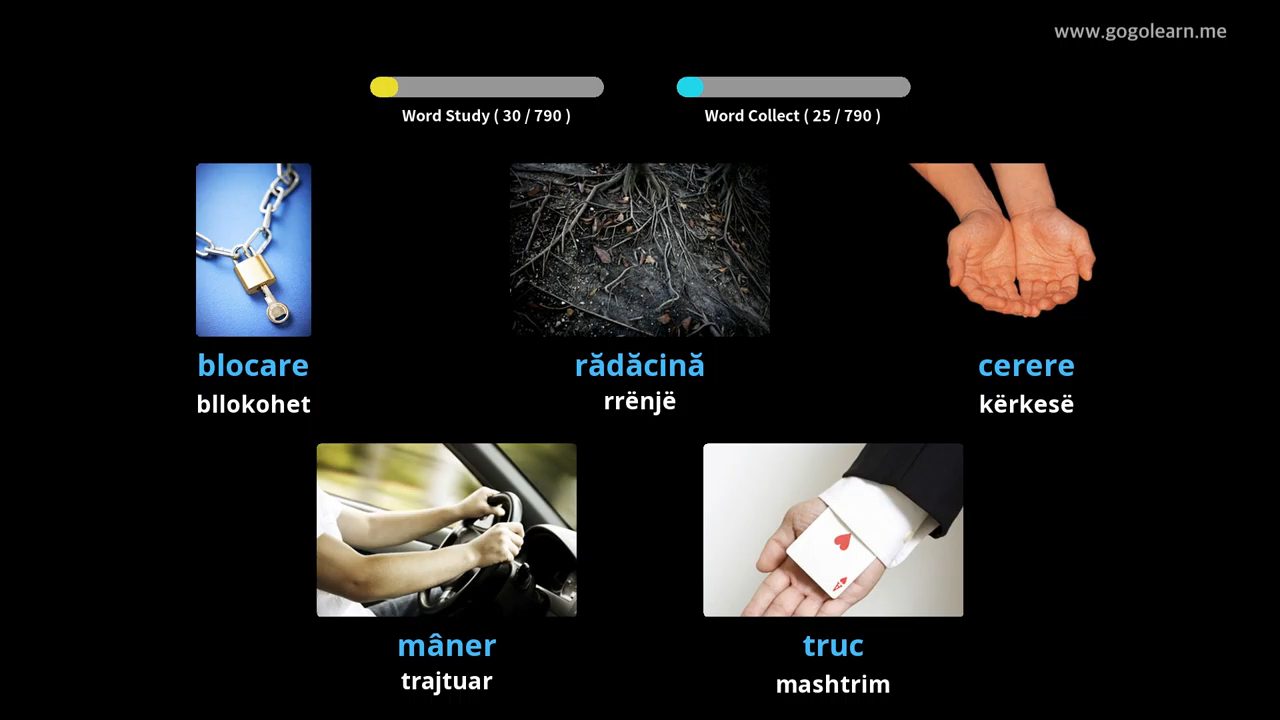 www.gogolearn.me
Word Study ( 30 / 790 )
Word Collect ( 25 / 790 )
blocare
bllokohet
rădăcină
rrënjë
cerere
kërkesë
mâner
trajtuar
truc
mashtrim